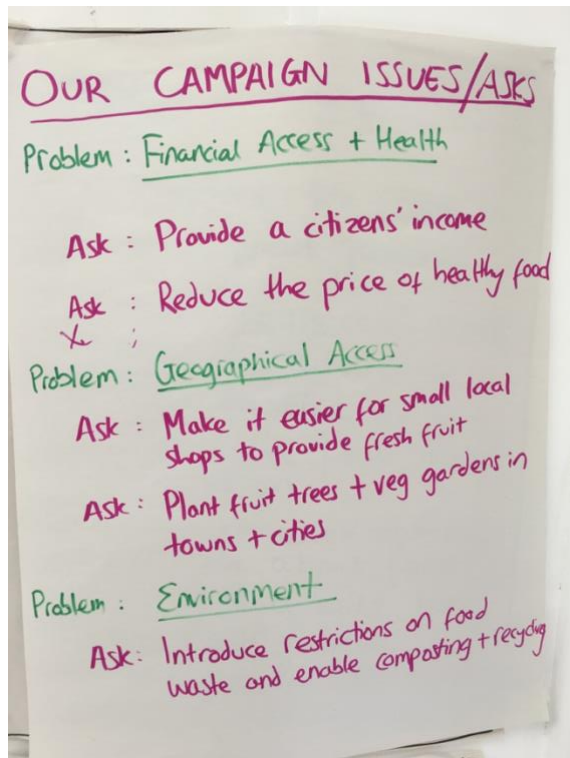 OUR CAMPAIGN ISSUES/ASKS
Problem : Financial Access + Health
Ask : Provide a citizens' income
Ask : Reduce the price of healthy food
Problem : Geographical Access
Ask : Make it easier for small local
shops to provide fresh fruit
Ask : Plant fruit trees + veg gardens in
towns + cities
Problem : Environment
Ask : Introduce restrictions on food
waste and enable composting + recycling